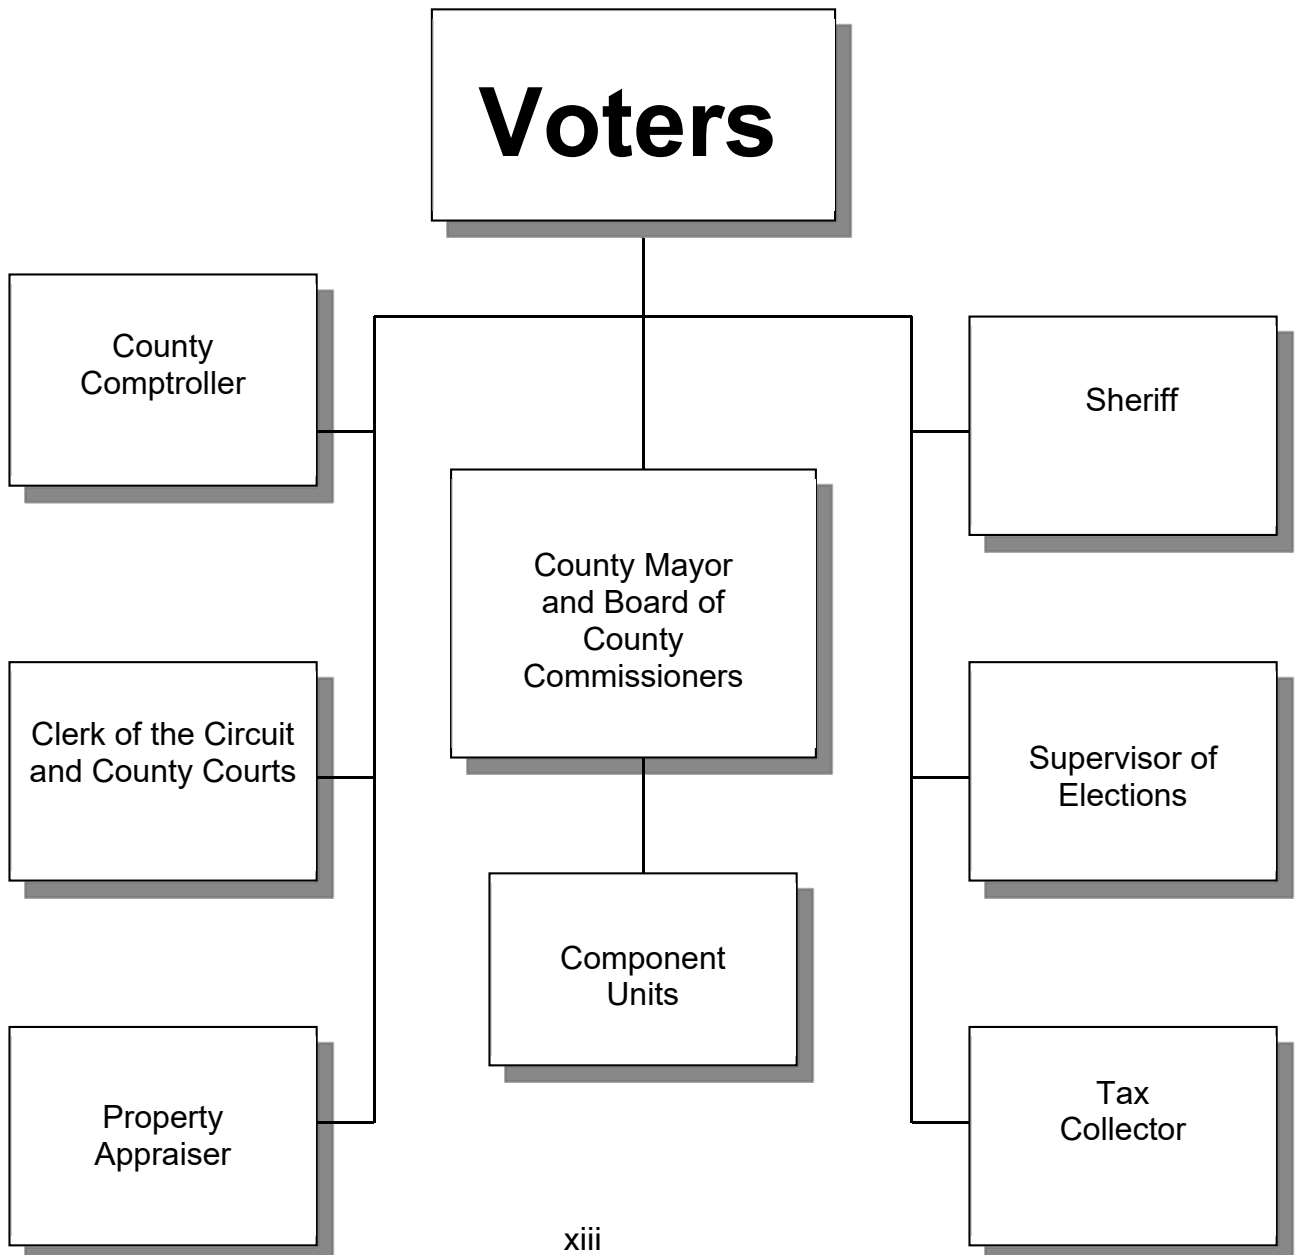 Voters
County
Comptroller
Sheriff
County Mayor
and Board of
County
Commissioners
Clerk of the Circuit
and County Courts
Supervisor of
Elections
Component
Units
Property
Appraiser
Tax
Collector
xiii